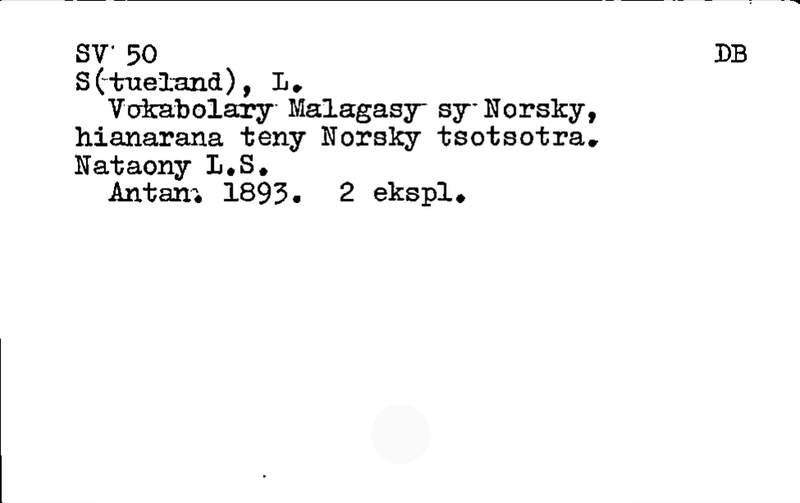 SV 50 DB
S(tueland), L.
Vokabolary Malagasy sy Norsky,
hianarana teny Norsky tsotsotra.
Nataony L.S.
Antan. 1893. 2 ekspl.